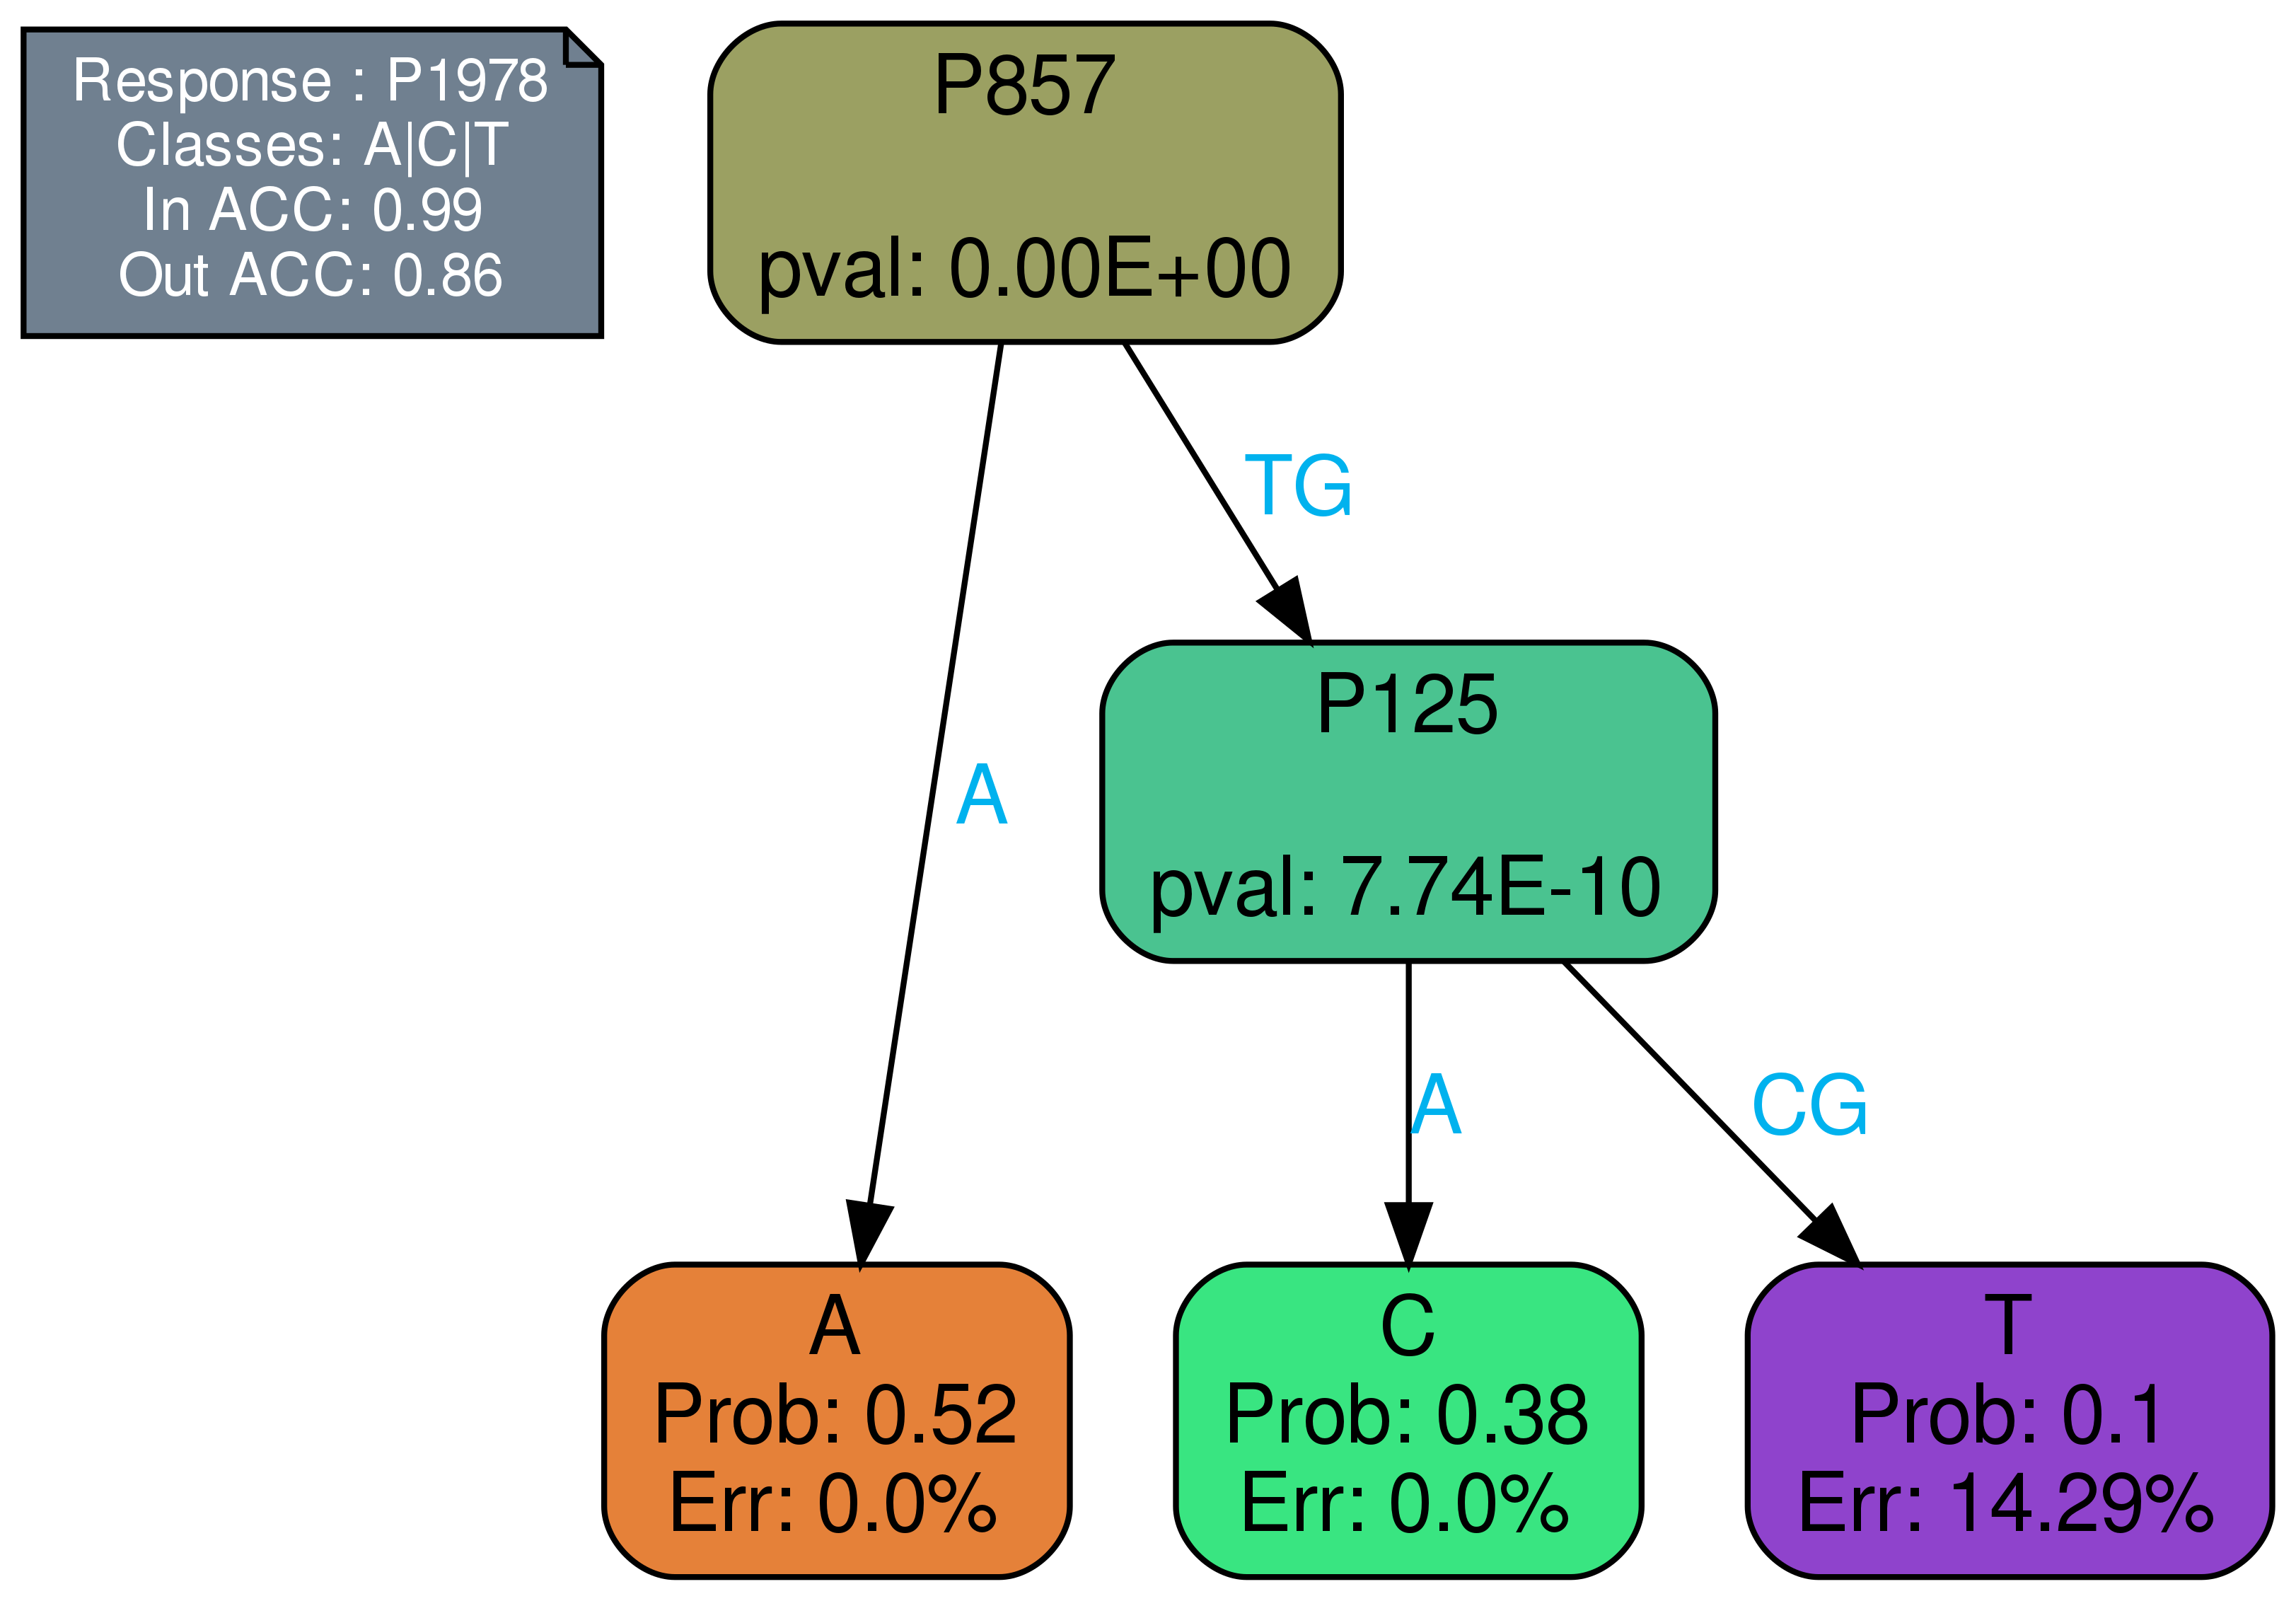 Response : P1978
Classes: A|C|T
In ACC: 0.99
Out ACC: 0.86
P857
pval: 0.00E+00
TG
A
P125
pval: 7.74E-10
A
CG
A
Prob: 0.52
Err: 0.0%
C
Prob: 0.38
Err: 0.0%
T
Prob: 0.1
Err: 14.29%